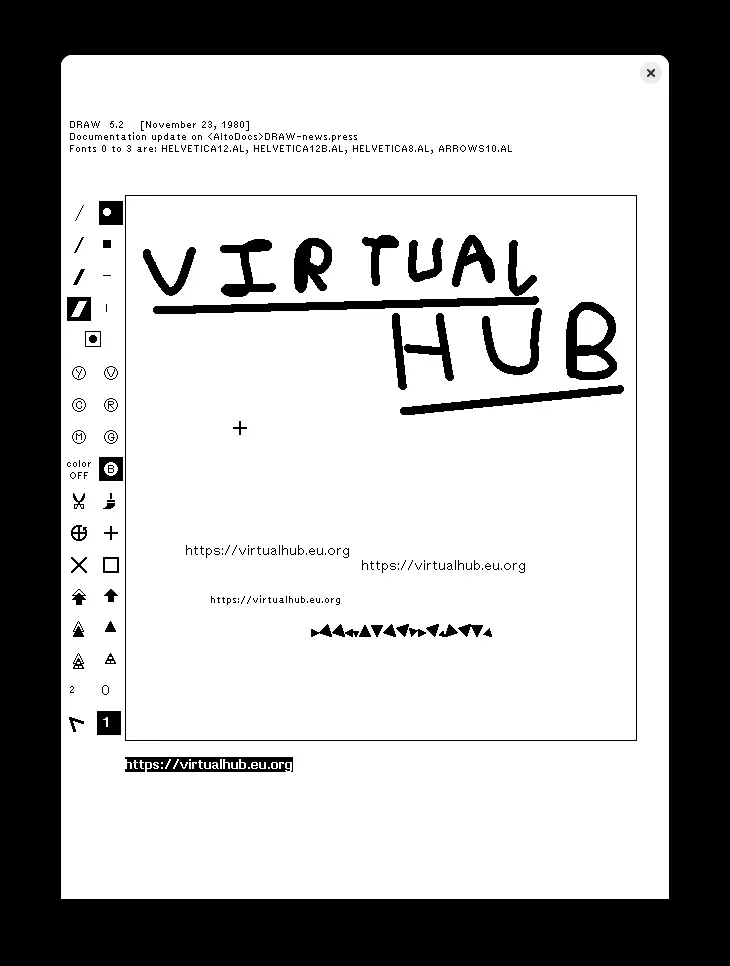 DRAW 5.2 [November 23, 1980]
Documentation update on <AltoDocs>DRAW-news.press
Fonts 0 to 3 are: HELVETICA12.AL, HELVETICA12B.AL, HELVETICA8.AL, ARROWS10.AL
VIRTUAL
HUB
Y V
C R
M G
color
OFF
B
https://virtualhub.eu.org
https://virtualhub.eu.org
https://virtualhub.eu.org
2 0
1
https://virtualhub.eu.org